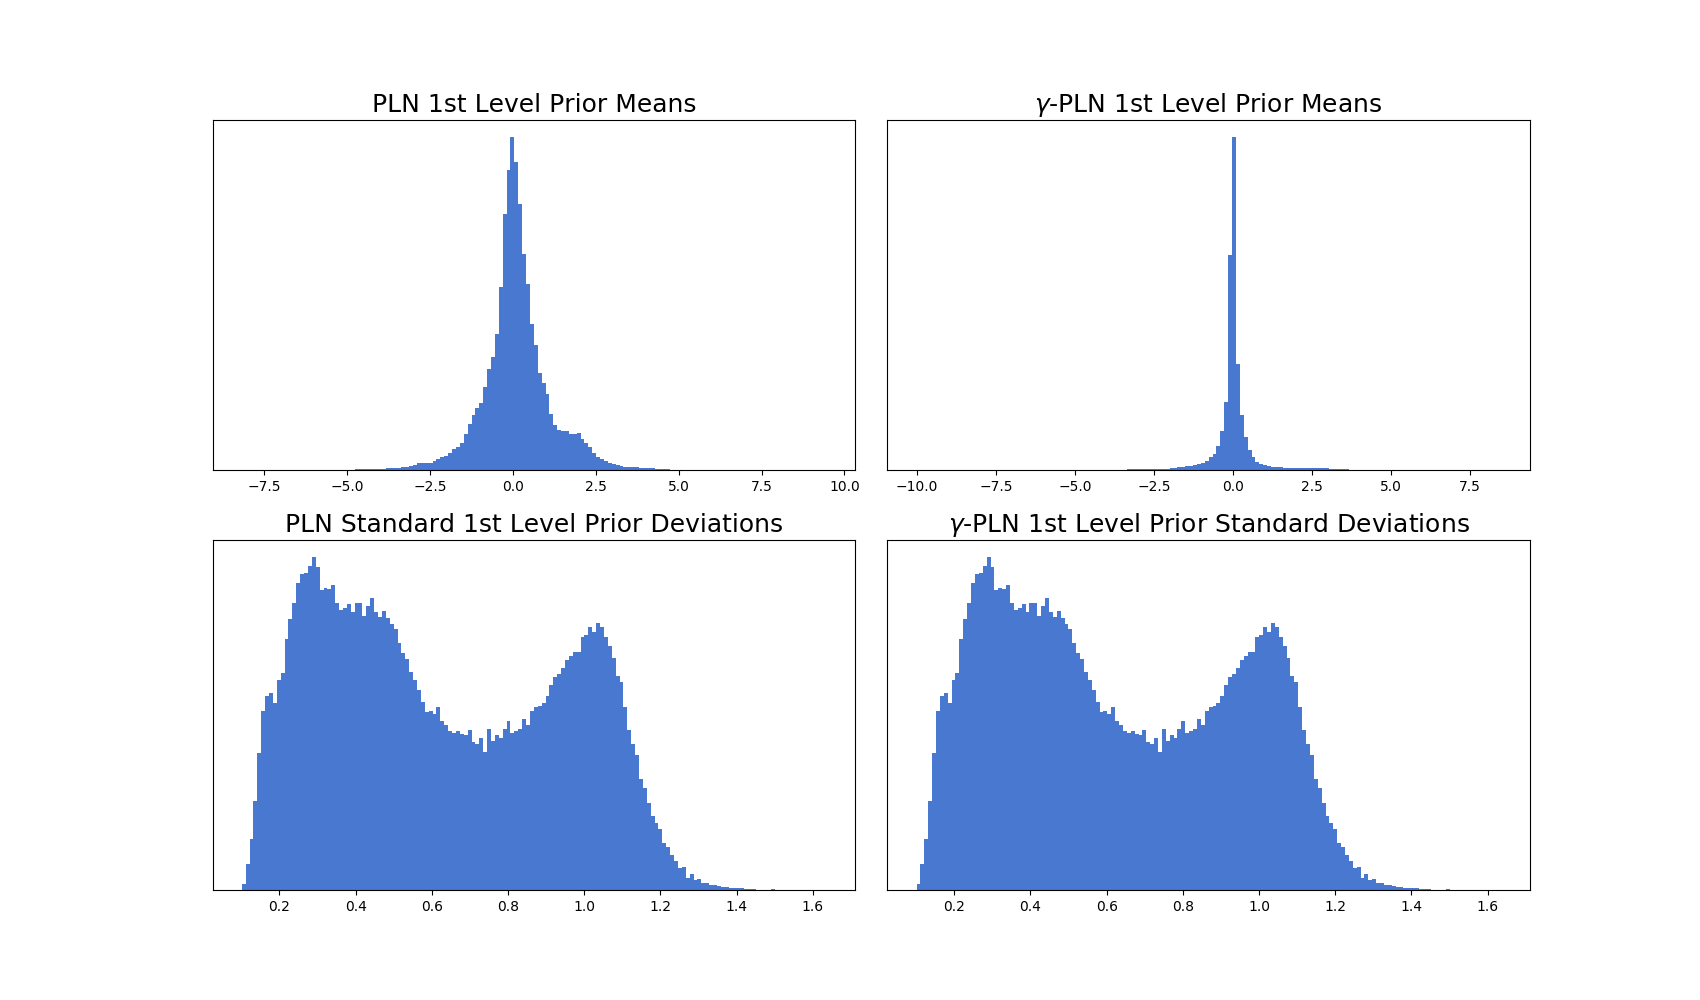 PLN 1st Level Prior Means
γ-PLN 1st Level Prior Means
−7.5 −5.0 −2.5 0.0 2.5 5.0 7.5 10.0
−10.0 −7.5 −5.0 −2.5 0.0 2.5 5.0 7.5
PLN Standard 1st Level Prior Deviations
γ-PLN 1st Level Prior Standard Deviations
0.2 0.4 0.6 0.8 1.0 1.2 1.4 1.6
0.2 0.4 0.6 0.8 1.0 1.2 1.4 1.6